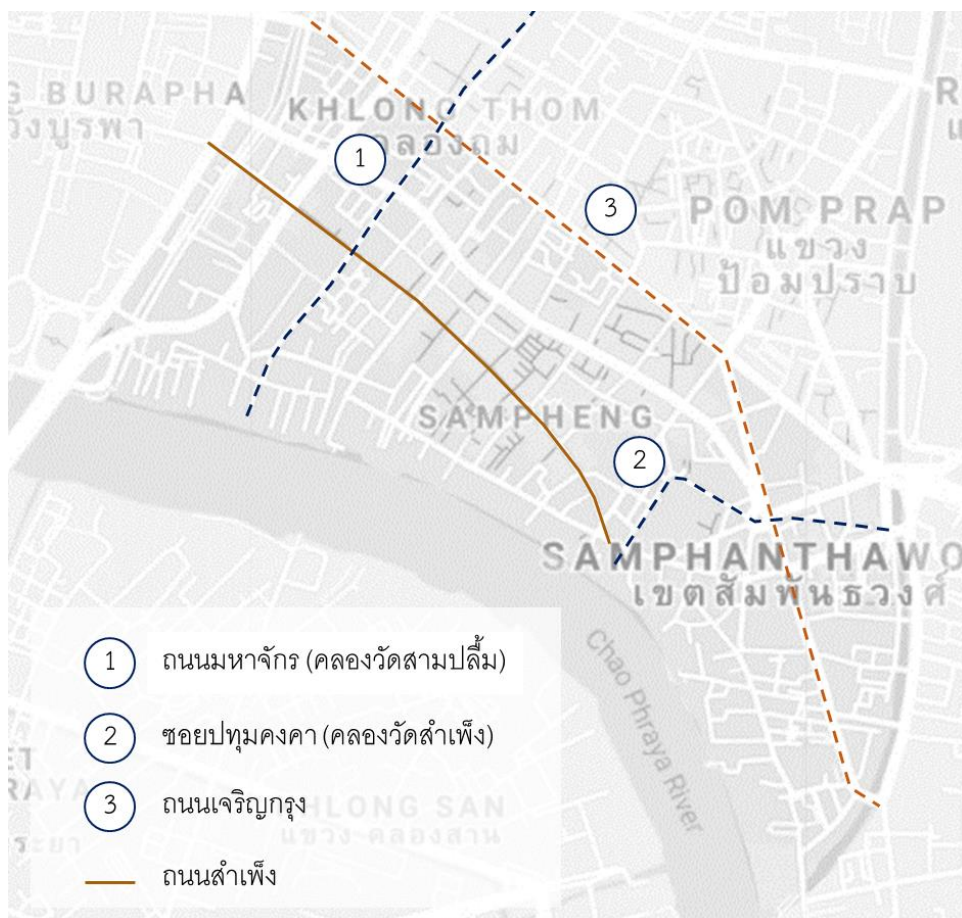 G BURAPHA
วังบูรพา
KHLONG THOM
คลองถม
1
3
POM PRAP
แขวง
ป้อมปราบ
SAMPHENG
2
SAMPHANTHAWO
เขตสัมพันธวงศ์
Chao Phraya River
1 ถนนมหาจักร (คลองวัดสามปลื้ม)
2 ซอยปทุมคงคา (คลองวัดสำเพ็ง)
3 ถนนเจริญกรุง
KHLONG SAN
แขวง คลองสาน
ถนนสำเพ็ง